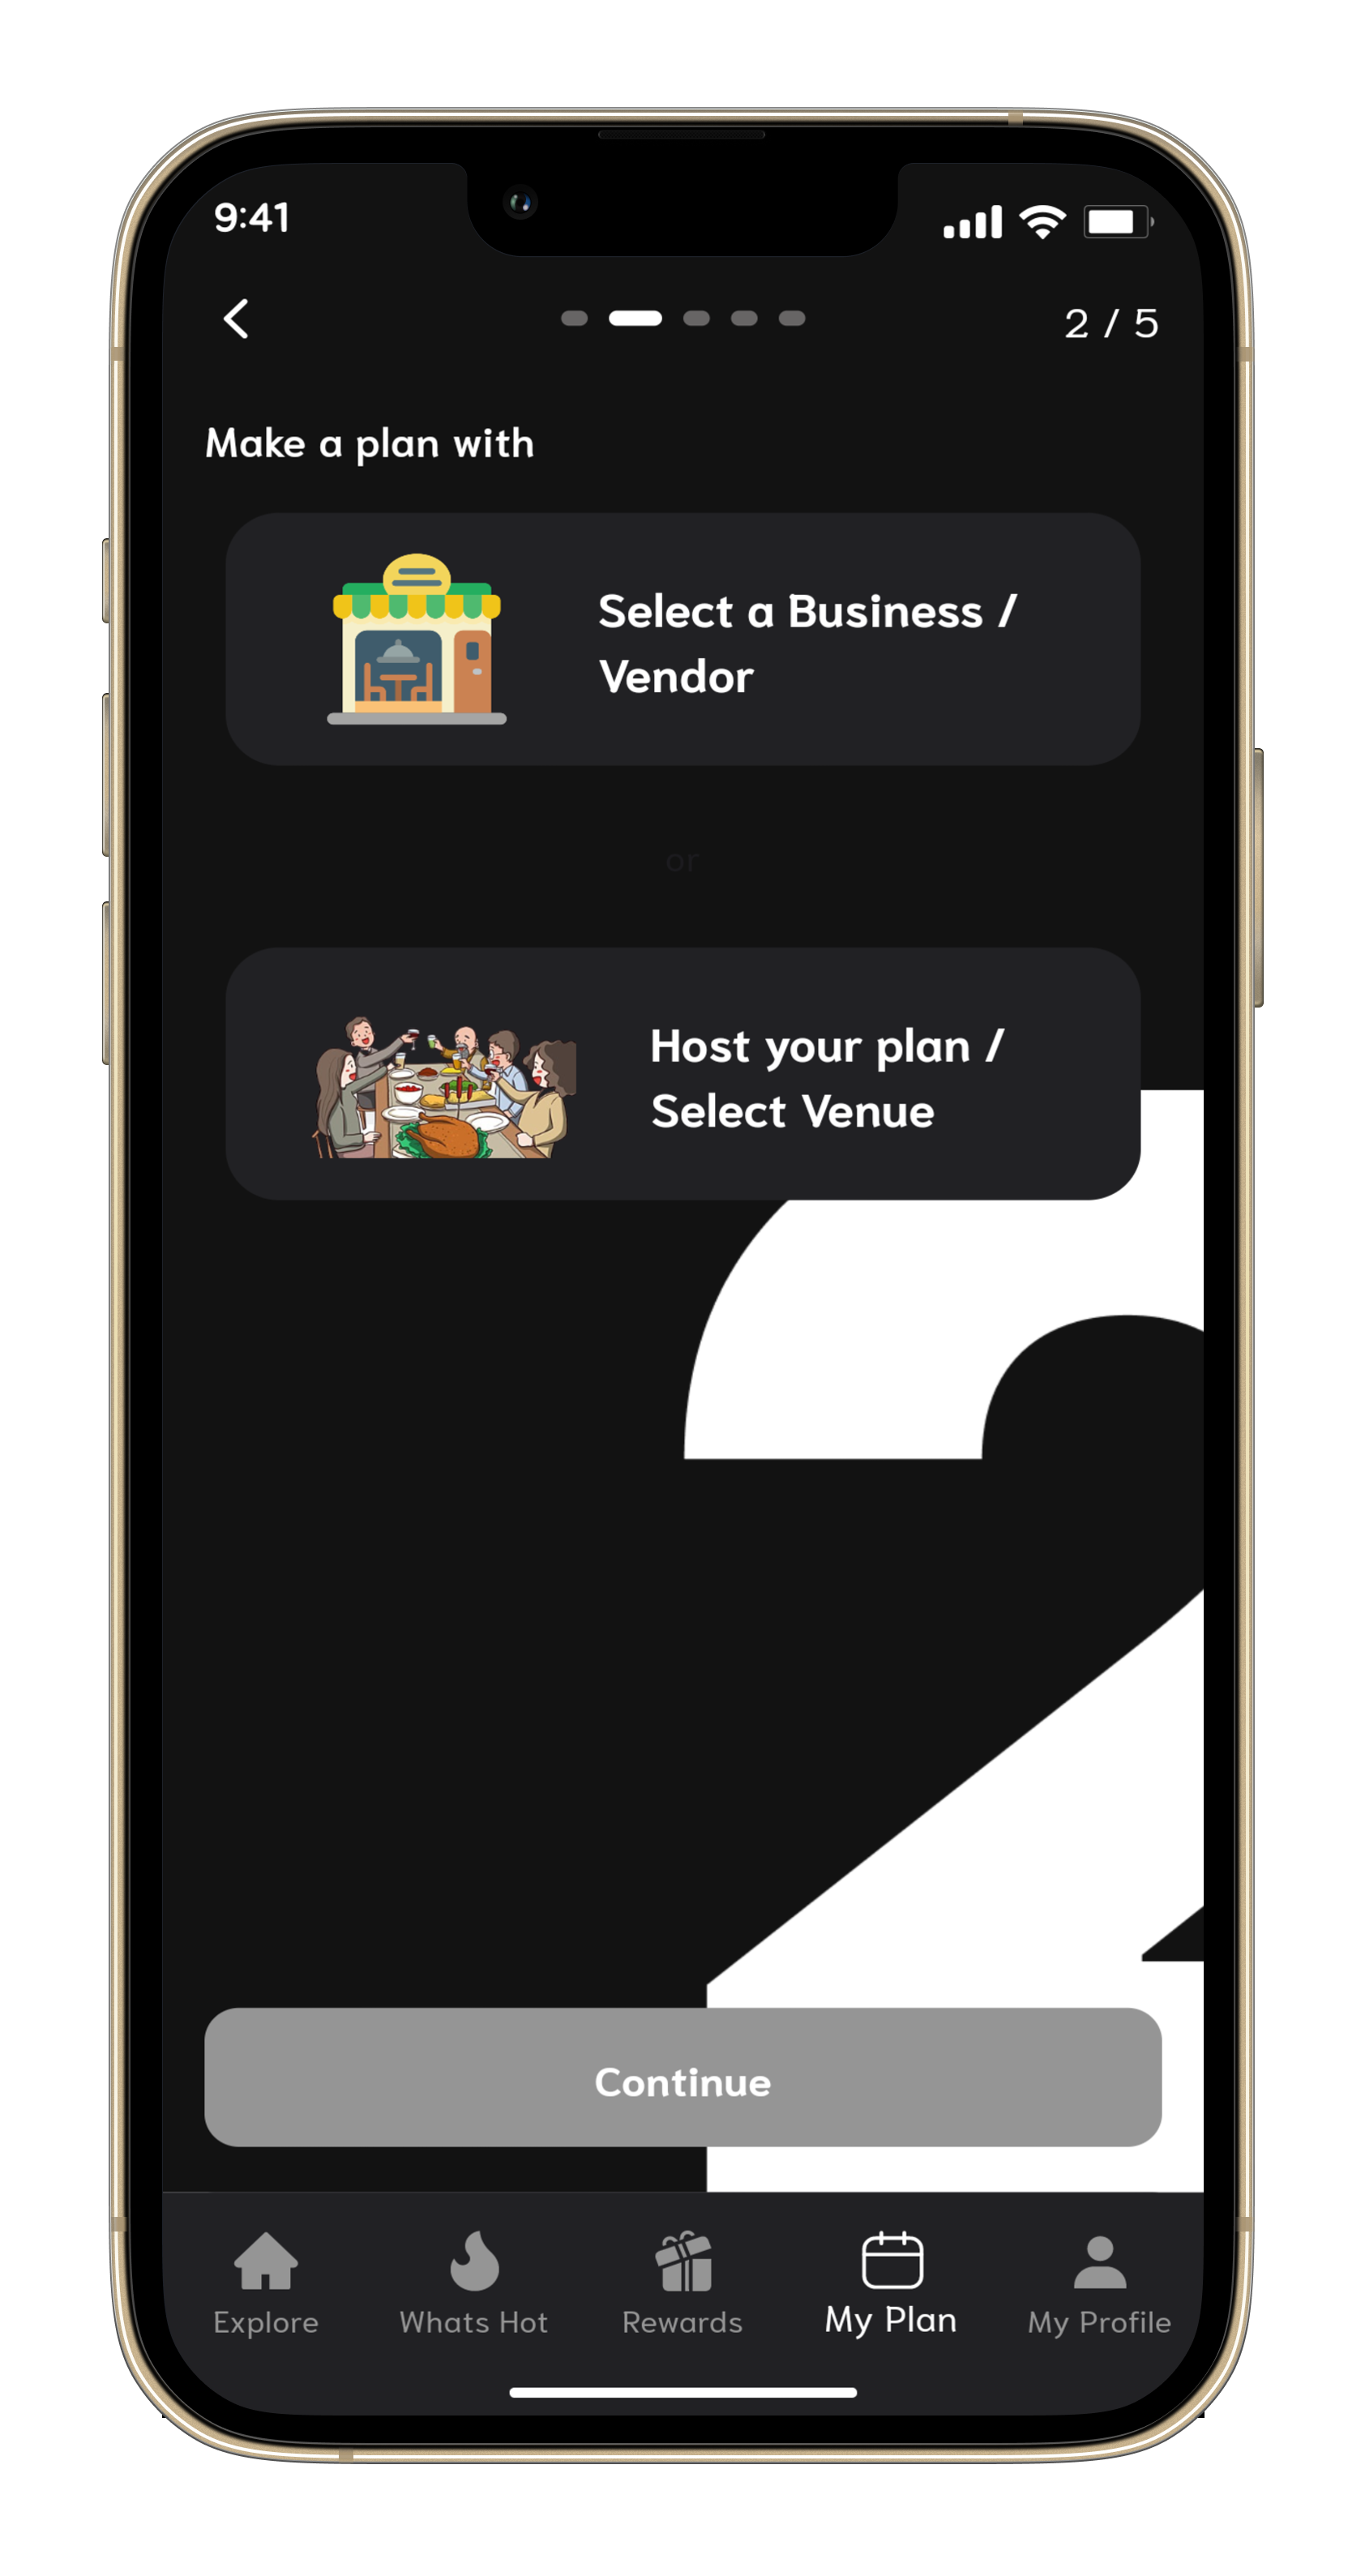 9:41
2 / 5
Make a plan with
Select a Business /
Vendor
or
Host your plan /
Select Venue
2
Continue
Explore
Whats Hot
Rewards
My Plan
My Profile